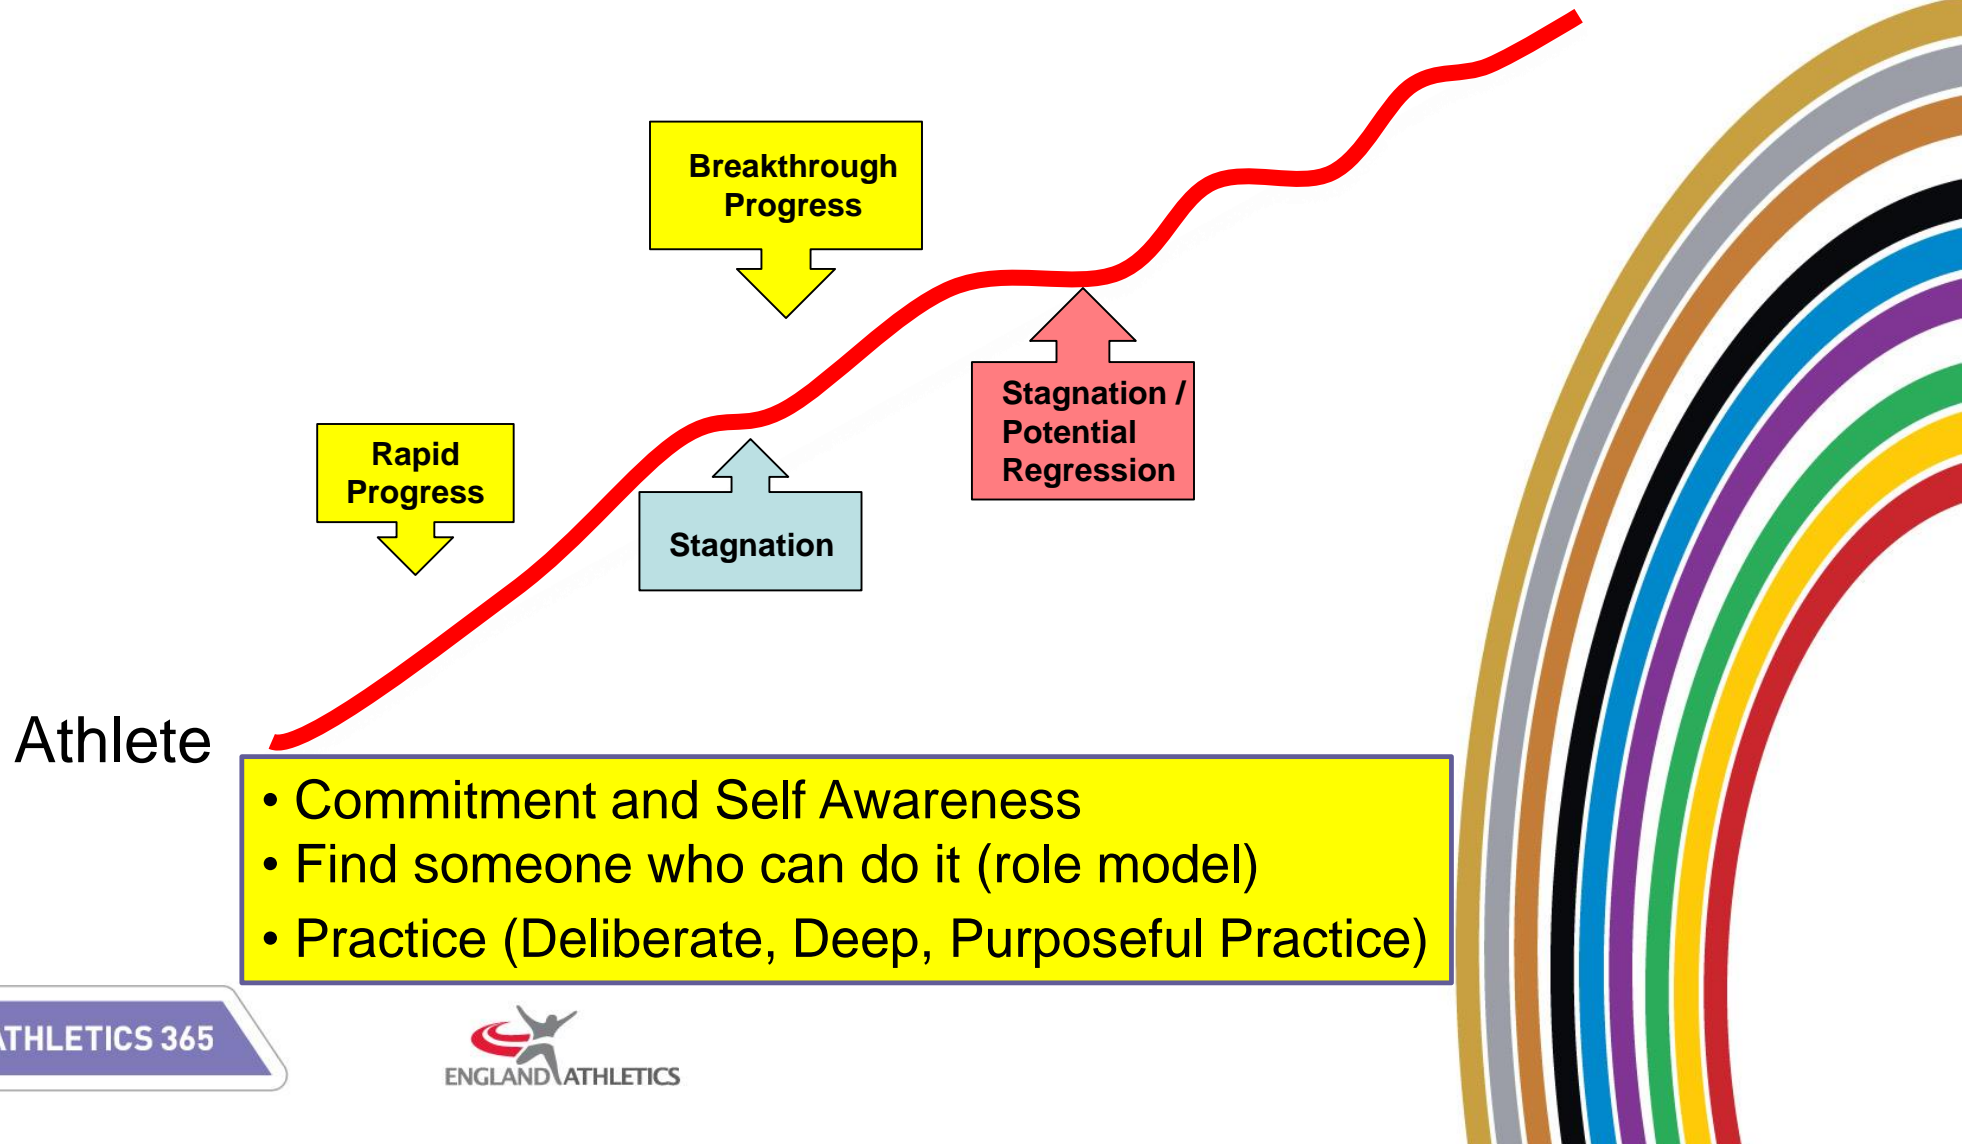 Breakthrough
Progress
Rapid
Progress
Stagnation
Stagnation /
Potential
Regression
Athlete
• Commitment and Self Awareness
• Find someone who can do it (role model)
• Practice (Deliberate, Deep, Purposeful Practice)
ATHLETICS 365
ENGLAND ATHLETICS